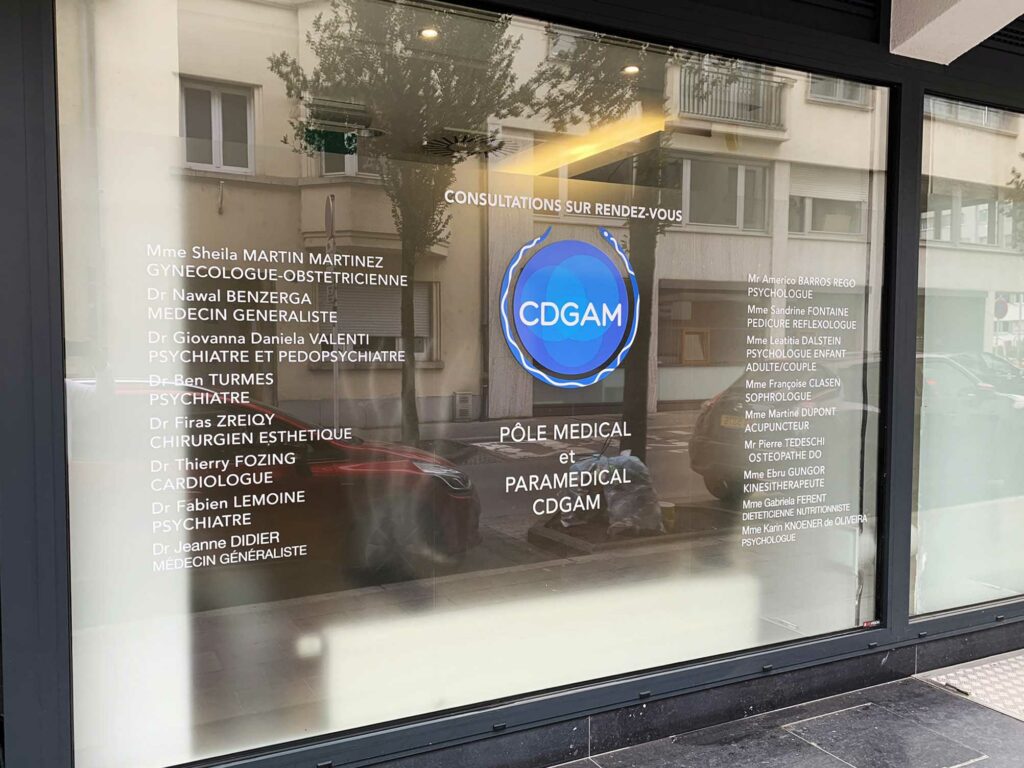 CONSULTATIONS SUR RENDEZ-VOUS
Mme Sheila MARTIN MARTINEZ
GYNECOLOGUE-OBSTETRICIENNE
Dr Nawal BENZERGA
MEDECIN GENERALISTE
Dr Giovanna Daniela VALENTI
PSYCHIATRE ET PEDOPSYCHIATRE
Dr Ben TURMES
PSYCHIATRE
Dr Firas ZREIQY
CHIRURGIEN ESTHETIQUE
Dr Thierry FOZING
CARDIOLOGUE
Dr Fabien LEMOINE
PSYCHIATRE
Dr Jeanne DIDIER
MÉDECIN GÉNÉRALISTE
CDGAM
PÔLE MEDICAL
et
PARAMEDICAL
CDGAM
Mr Americo BARROS REGO
PSYCHOLOGUE
Mme Sandrine FONTAINE
PEDICURE REFLEXOLOGUE
Mme Leatitia DALSTEIN
PSYCHOLOGUE ENFANT
ADULTE/COUPLE
Mme Françoise CLASEN
SOPHROLOGUE
Mme Martine DUPONT
ACUPUNCTEUR
Mr Pierre TEDESCHI
OSTEOPATHE DO
Mme Ebru GUNGOR
KINESITHERAPEUTE
Mme Gabriela FERENT
DIETETICIENNE NUTRITIONNISTE
Mme Karin KNOENER de OLIVEIRA
PSYCHOLOGUE